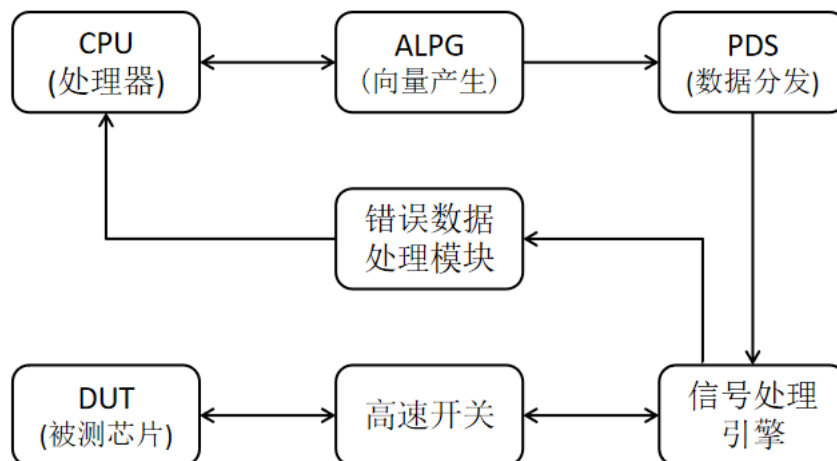 CPU
(处理器)
ALPG
（向量产生）
PDS
(数据分发)
错误数据
处理模块
DUT
(被测芯片)
高速开关
信号处理
引擎